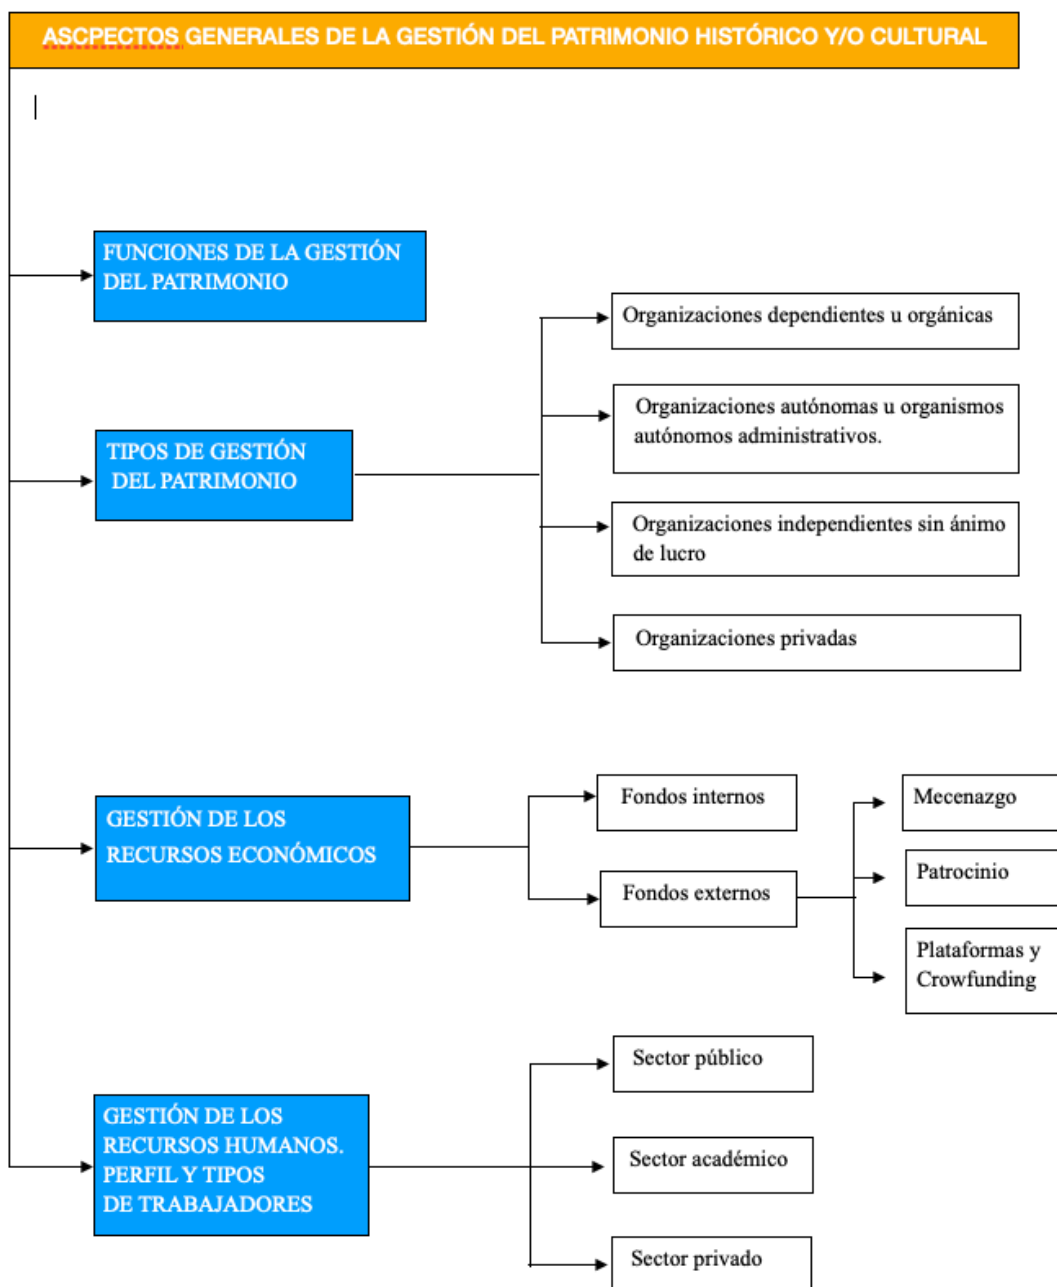 ASCPECTOS GENERALES DE LA GESTIÓN DEL PATRIMONIO HISTÓRICO Y/O CULTURAL
FUNCIONES DE LA GESTIÓN
DEL PATRIMONIO
TIPOS DE GESTIÓN
DEL PATRIMONIO
Organizaciones dependientes u orgánicas
Organizaciones autónomas u organismos
autónomos administrativos.
Organizaciones independientes sin ánimo
de lucro
Organizaciones privadas
GESTIÓN DE LOS
RECURSOS ECONÓMICOS
Fondos internos
Fondos externos
Mecenazgo
Patrocinio
Plataformas y
Crowfunding
GESTIÓN DE LOS
RECURSOS HUMANOS.
PERFIL Y TIPOS
DE TRABAJADORES
Sector público
Sector académico
Sector privado